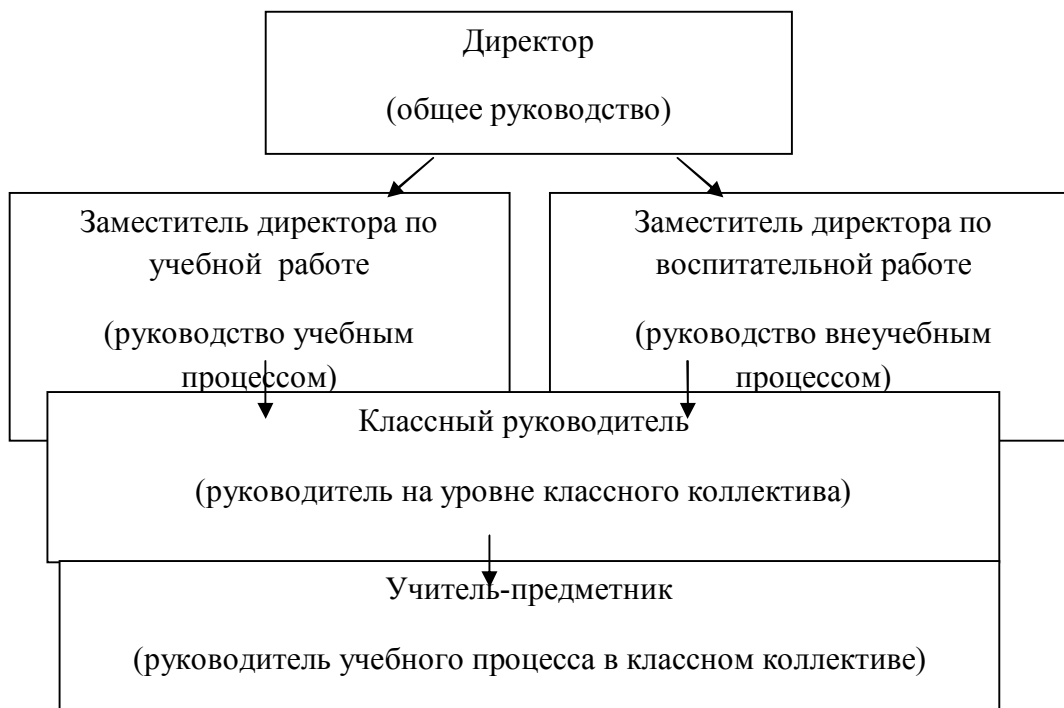 Директор
(общее руководство)
Заместитель директора по
учебной работе
(руководство учебным
процессом)
Заместитель директора по
воспитательной работе
(руководство внеучебным
процессом)
Классный руководитель
(руководитель на уровне классного коллектива)
Учитель-предметник
(руководитель учебного процесса в классном коллективе)